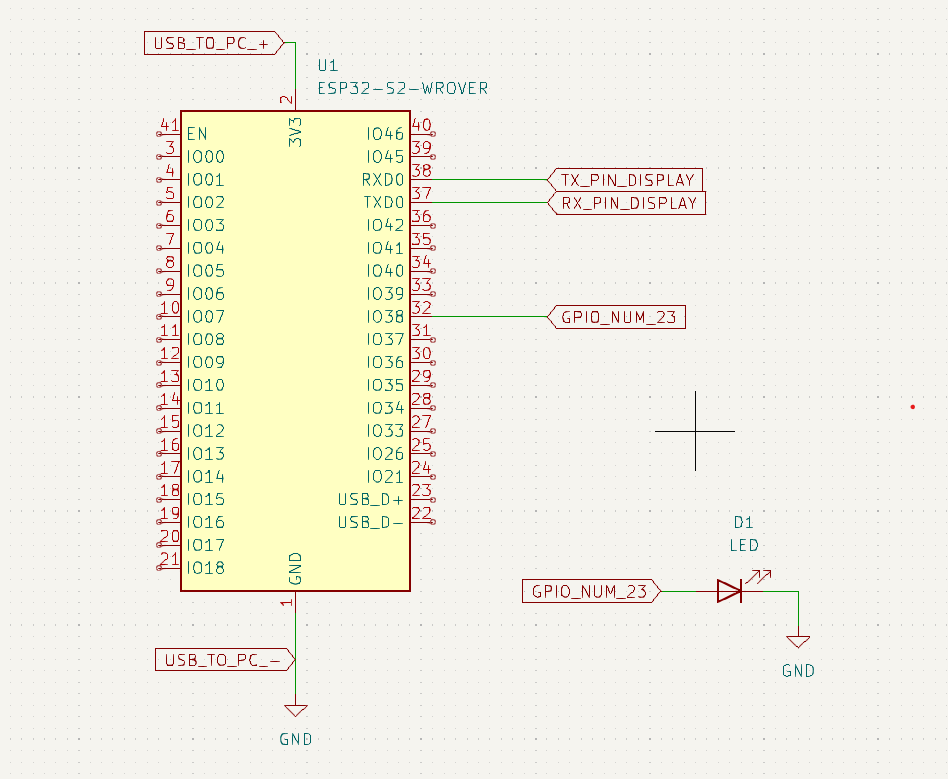 USB_TO_PC_+
U1
ESP32-S2-WROVER
2
3V3
41 EN
3 IO00
4 IO01
5 IO02
6 IO03
7 IO04
8 IO05
9 IO06
10 IO07
11 IO08
12 IO09
13 IO10
14 IO11
15 IO12
16 IO13
17 IO14
18 IO15
19 IO16
20 IO17
21 IO18
IO46 40
IO45 39
RXD0 38
TXD0 37
IO42 36
IO41 35
IO40 34
IO39 33
IO38 32
IO37 31
IO36 30
IO35 29
IO34 28
IO33 27
IO26 25
IO21 24
USB_D+ 23
USB_D- 22
GND
1
TX_PIN_DISPLAY
RX_PIN_DISPLAY
GPIO_NUM_23
USB_TO_PC_-
GND
D1
LED
GPIO_NUM_23
GND